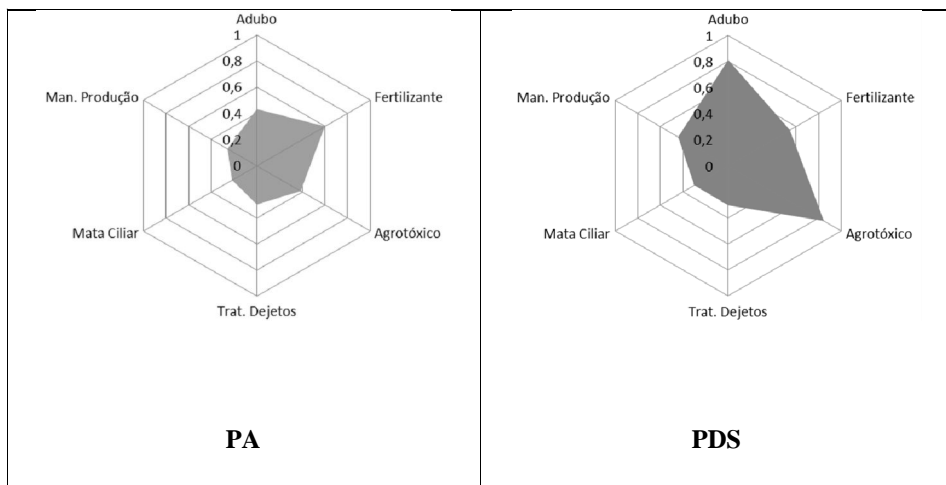 Adubo
1
0,8
0,6
0,4
0,2
0
Fertilizante
Agrotóxico
Trat. Dejetos
Mata Ciliar
Man. Produção
PA
Adubo
1
0,8
0,6
0,4
0,2
0
Fertilizante
Agrotóxico
Trat. Dejetos
Mata Ciliar
Man. Produção
PDS